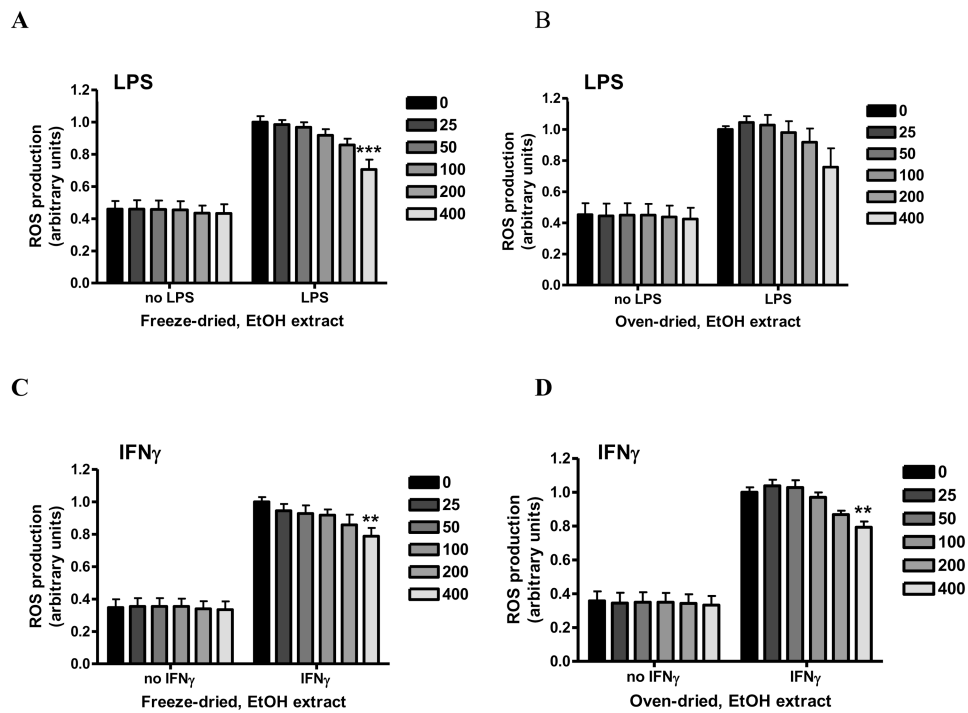 A
LPS
ROS production
(arbitrary units)
1.2
1.0
0.8
0.6
0.4
0.2
0.0
***
no LPS LPS
Freeze-dried, EtOH extract
0
25
50
100
200
400
B
LPS
ROS production
(arbitrary units)
1.2
1.0
0.8
0.6
0.4
0.2
0.0
no LPS LPS
Oven-dried, EtOH extract
0
25
50
100
200
400
C
IFNγ
ROS production
(arbitrary units)
1.2
1.0
0.8
0.6
0.4
0.2
0.0
**
no IFNγ IFNγ
Freeze-dried, EtOH extract
0
25
50
100
200
400
D
IFNγ
ROS production
(arbitrary units)
1.2
1.0
0.8
0.6
0.4
0.2
0.0
**
no IFNγ IFNγ
Oven-dried, EtOH extract
0
25
50
100
200
400